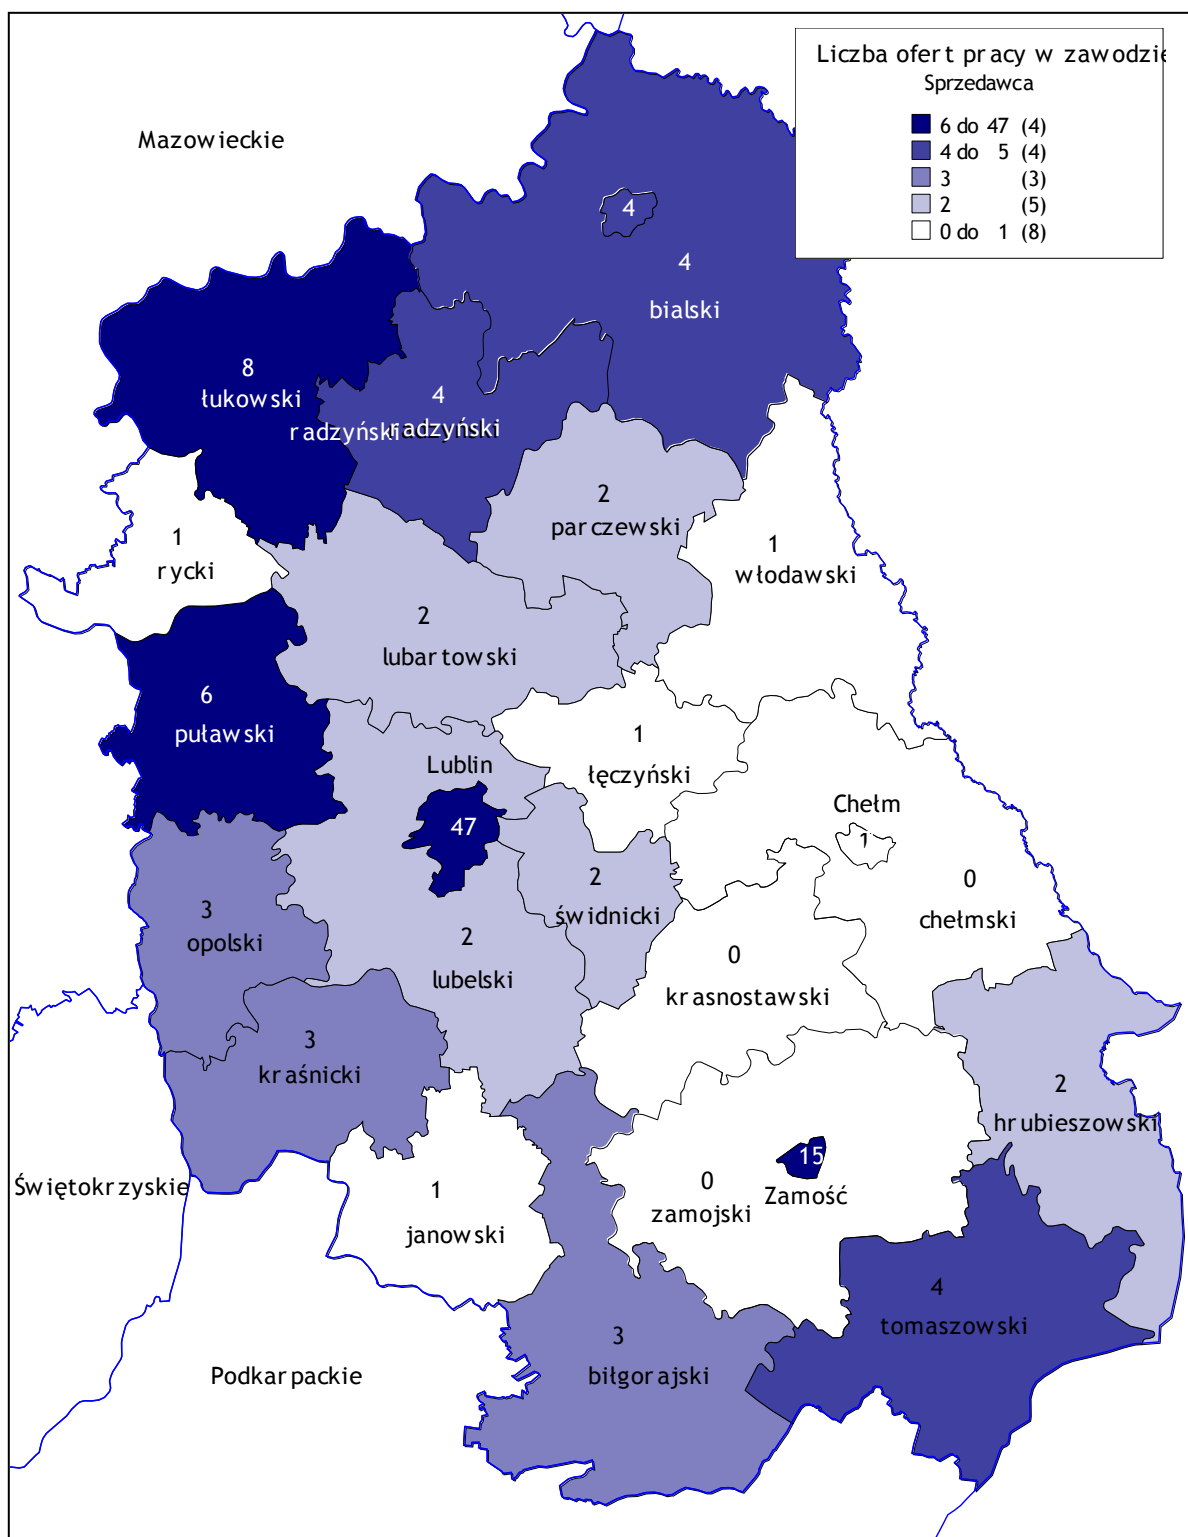 Liczba ofert pracy w zawodzie
Sprzedawca
6 do 47 (4)
4 do 5 (4)
3 (3)
2 (5)
0 do 1 (8)
Mazowieckie
4
4
bialski
8
łukowski
4
radzyński
radzyński
2
parczewski
1
rycki
1
włodawski
2
lubartowski
6
puławski
1
łęczyński
Lublin
47
Chełm
1
2
świdnicki
0
chełmski
3
opolski
2
lubelski
0
krasnostawski
3
kraśnicki
2
hrubieszowski
15
Zamość
0
zamojski
Świętokrzyskie
1
janowski
4
tomaszowski
3
biłgorajski
Podkarpackie